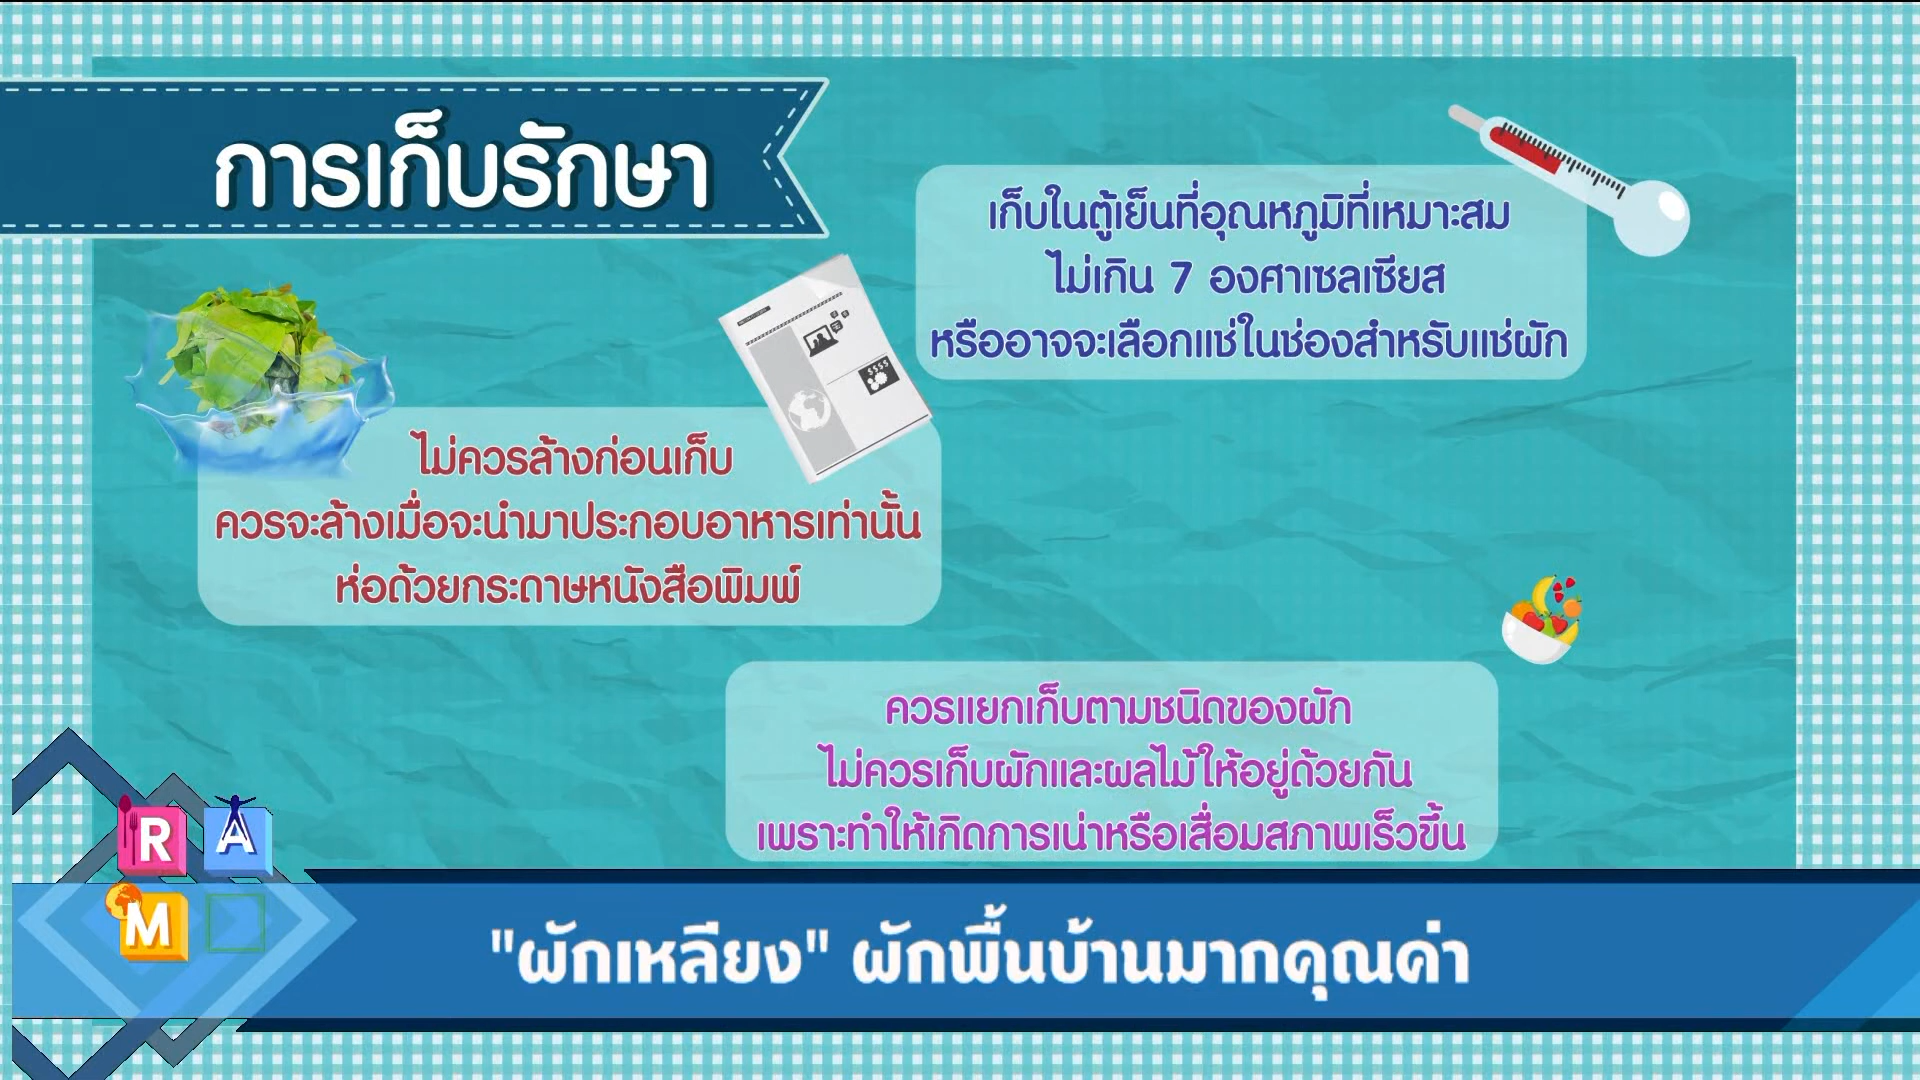 การเก็บรักษา
เก็บในตู้เย็นที่อุณหภูมิที่เหมาะสม
ไม่เกิน 7 องศาเซลเซียส
หรืออาจจะเลือกแช่ในช่องสำหรับแช่ผัก
ไม่ควรล้างก่อนเก็บ
ควรจะล้างเมื่อจะนำมาประกอบอาหารเท่านั้น
ห่อด้วยกระดาษหนังสือพิมพ์
ควรแยกเก็บตามชนิดของผัก
ไม่ควรเก็บผักและผลไม้ให้อยู่ด้วยกัน
เพราะทำให้เกิดการเน่าหรือเสื่อมสภาพเร็วขึ้น
R A
M
"ผักเหลียง" ผักพื้นบ้านมากคุณค่า